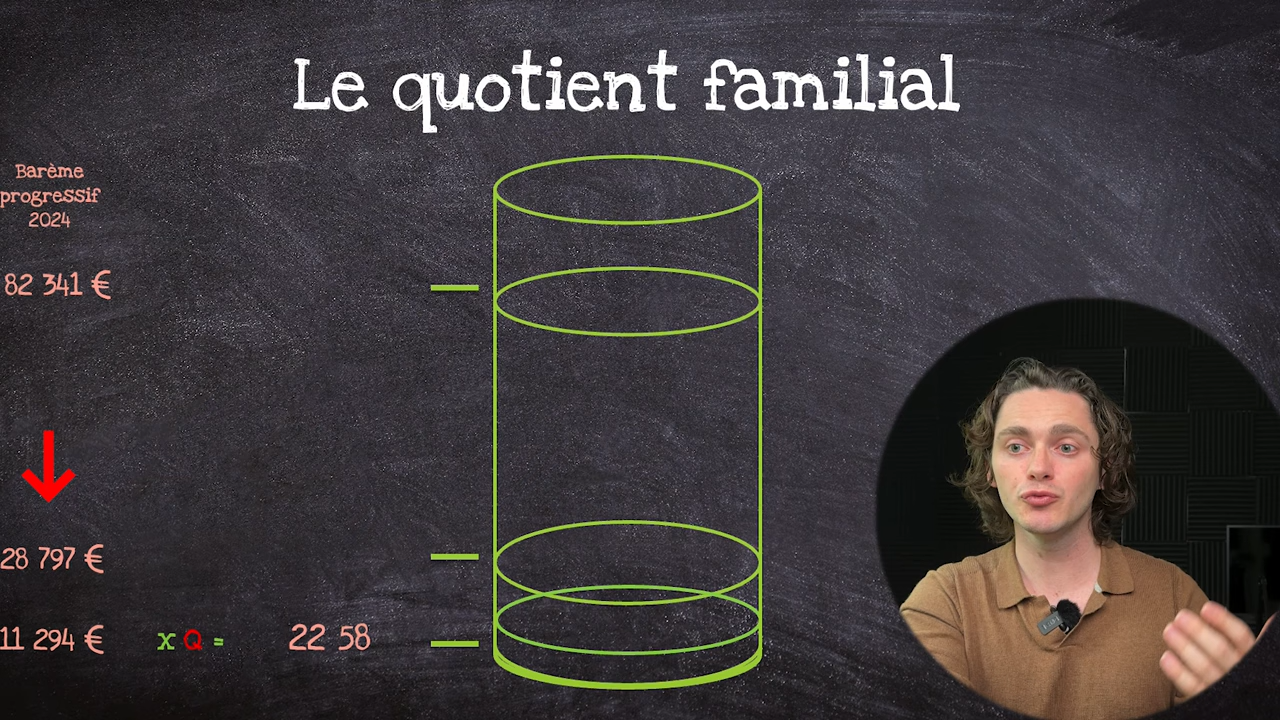 Le quotient familial
Barème
progressif
2024
82 341 €
28 797 €
11 294 € x Q = 22 58